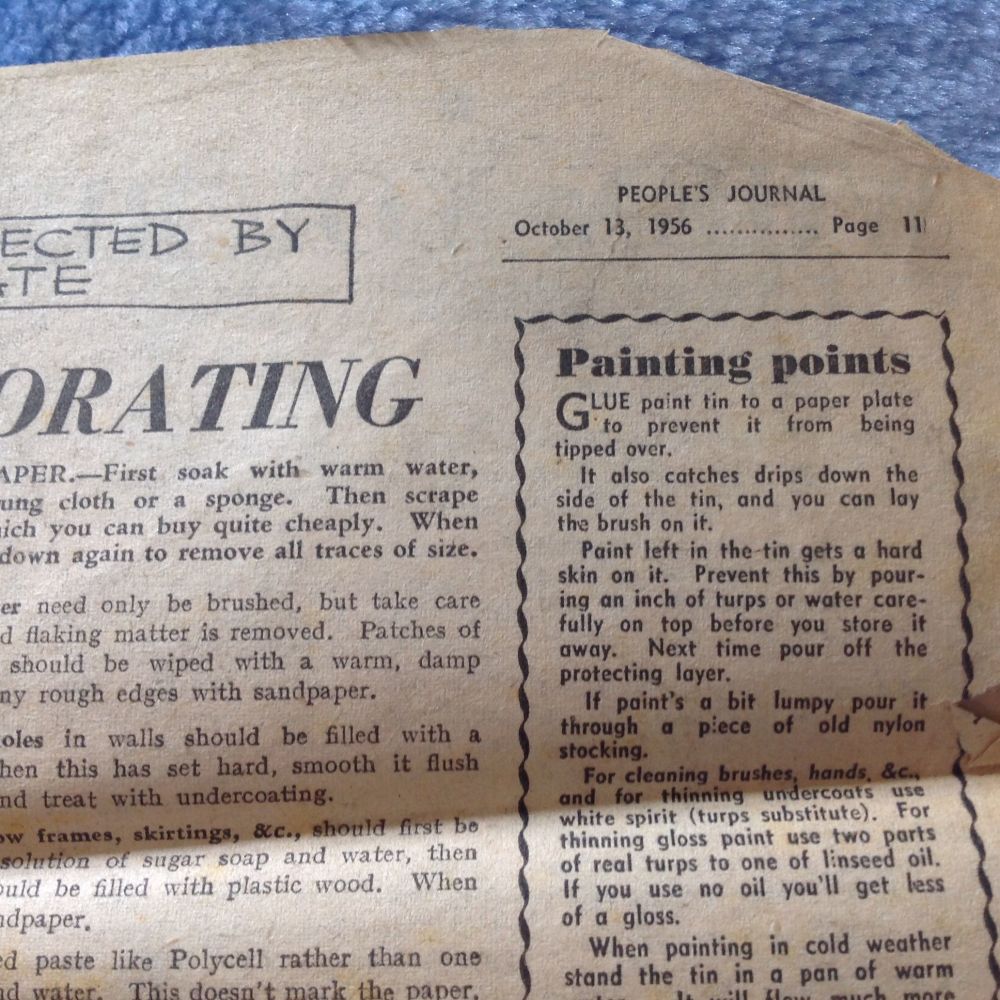 PEOPLE'S JOURNAL
October 13, 1956 ............... Page 11
ECTED BY
ATE
ORATING
APER.—First soak with warm water,
ung cloth or a sponge. Then scrape
ich you can buy quite cheaply. When
down again to remove all traces of size.
er need only be brushed, but take care
d flaking matter is removed. Patches of
should be wiped with a warm, damp
ny rough edges with sandpaper.
oles in walls should be filled with a
hen this has set hard, smooth it flush
nd treat with undercoating.
ow frames, skirtings, &c., should first be
solution of sugar soap and water, then
ould be filled with plastic wood. When
ndpaper.
ed paste like Polycell rather than one
nd water. This doesn't mark the paper.
Painting points
GLUE paint tin to a paper plate
to prevent it from being
tipped over.
It also catches drips down the
side of the tin, and you can lay
the brush on it.
Paint left in the tin gets a hard
skin on it. Prevent this by pour-
ing an inch of turps or water care-
fully on top before you store it
away. Next time pour off the
protecting layer.
If paint's a bit lumpy pour it
through a piece of old nylon
stocking.
For cleaning brushes, hands, &c.,
and for thinning undercoats use
white spirit (turps substitute). For
thinning gloss paint use two parts
of real turps to one of linseed oil.
If you use no oil you'll get less
of a gloss.
When painting in cold weather
stand the tin in a pan of warm
It will flow much more